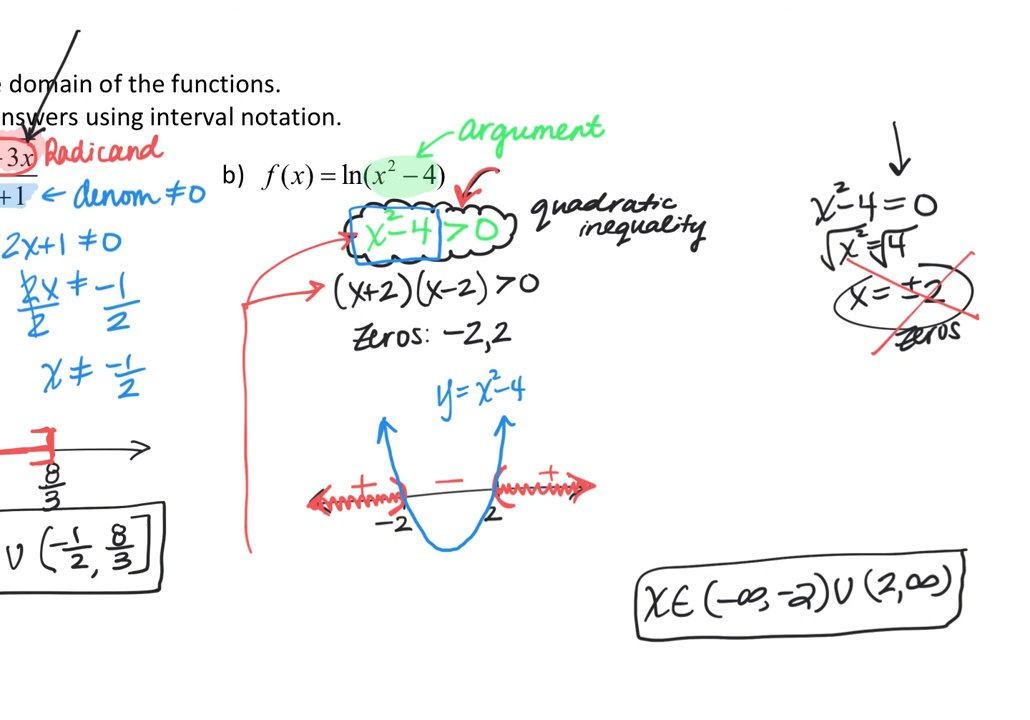 domain of the functions.
nswers using interval notation.
-3x Radicand
+1 ← denom ≠ 0
2x+1 ≠ 0
2x/2 ≠ -1/2
x ≠ -1/2
8/3
∪ (-1/2, 8/3]
argument
b) f(x) = ln(x² − 4)
x²-4 > 0
quadratic
inequality
(x+2)(x-2) > 0
Zeros: -2,2
y = x²-4
+ − +
-2 2
x²-4 = 0
√x² = √4
x = ±2
zeros
x ∈ (-∞, -2) ∪ (2, ∞)